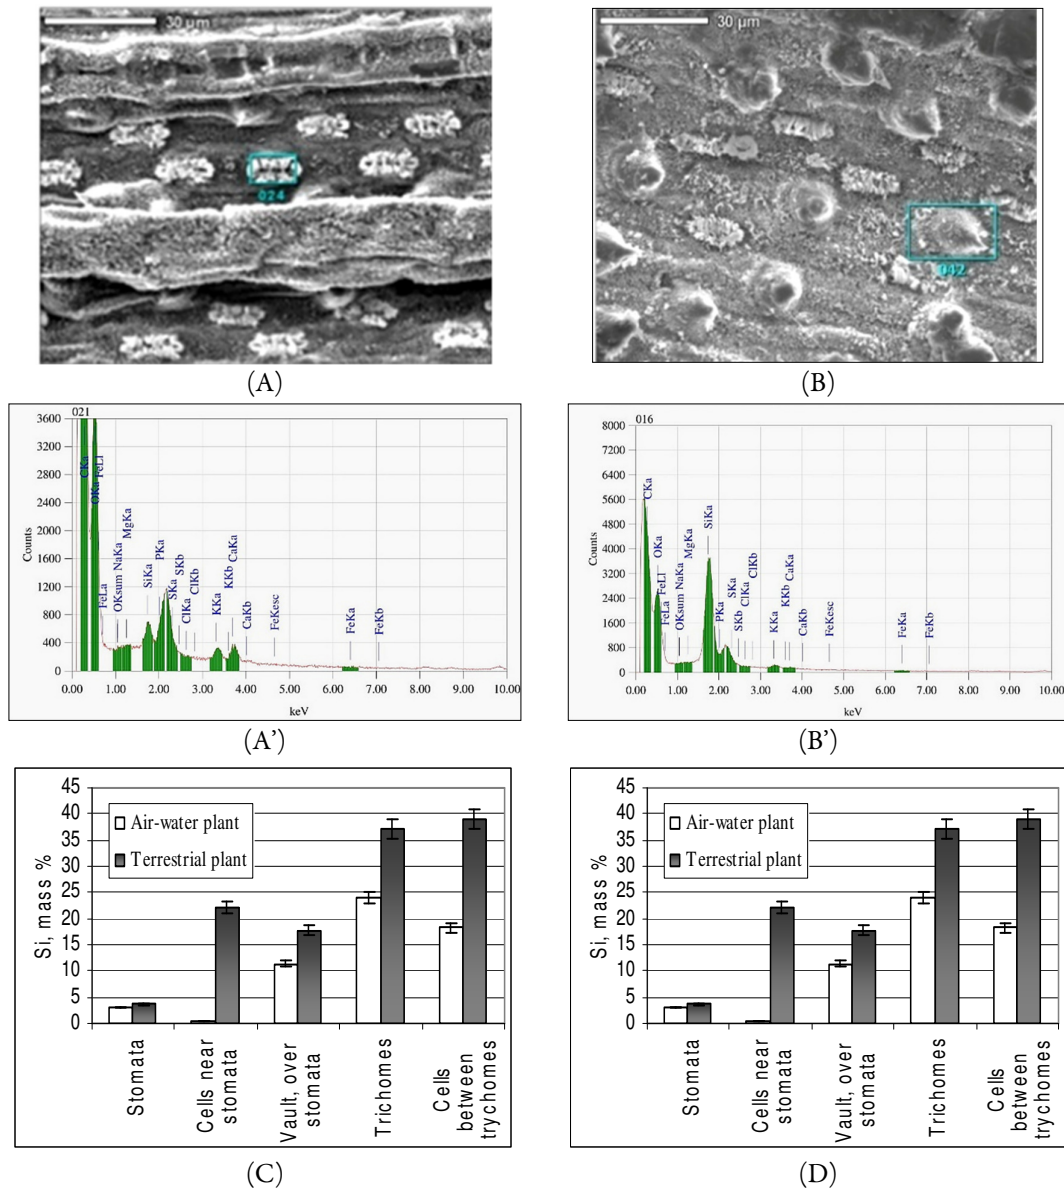 30 µm
30 µm
024
042
(A)
(B)
021
3600
3200
2800
2400
2000
1600
1200
800
400
0
Counts
CKa
OKa FeLl
FeLa
OKsum NaKa
MgKa
SiKa
PKa
SKa
SKb
ClKa
ClKb
KKa
KKb
CaKa
CaKb
FeKesc
FeKa
FeKb
0.00 1.00 2.00 3.00 4.00 5.00 6.00 7.00 8.00 9.00 10.00
keV
016
8000
7200
6400
5600
4800
4000
3200
2400
1600
800
0
Counts
CKa
OKa
FeLl
FeLa
OKsum NaKa
MgKa
SiKa
PKa
SKa
SKb
ClKa
ClKb
KKa
KKb
CaKa
CaKb
FeKesc
FeKa
FeKb
0.00 1.00 2.00 3.00 4.00 5.00 6.00 7.00 8.00 9.00 10.00
keV
(A’)
(B’)
45
40
35
30
25
20
15
10
5
0
Si, mass %
Air-water plant
Terrestrial plant
Stomata
Cells near
stomata
Vault, over
stomata
Trichomes
Cells
between
trychomes
45
40
35
30
25
20
15
10
5
0
Si, mass %
Air-water plant
Terrestrial plant
Stomata
Cells near
stomata
Vault, over
stomata
Trichomes
Cells
between
trychomes
(C)
(D)